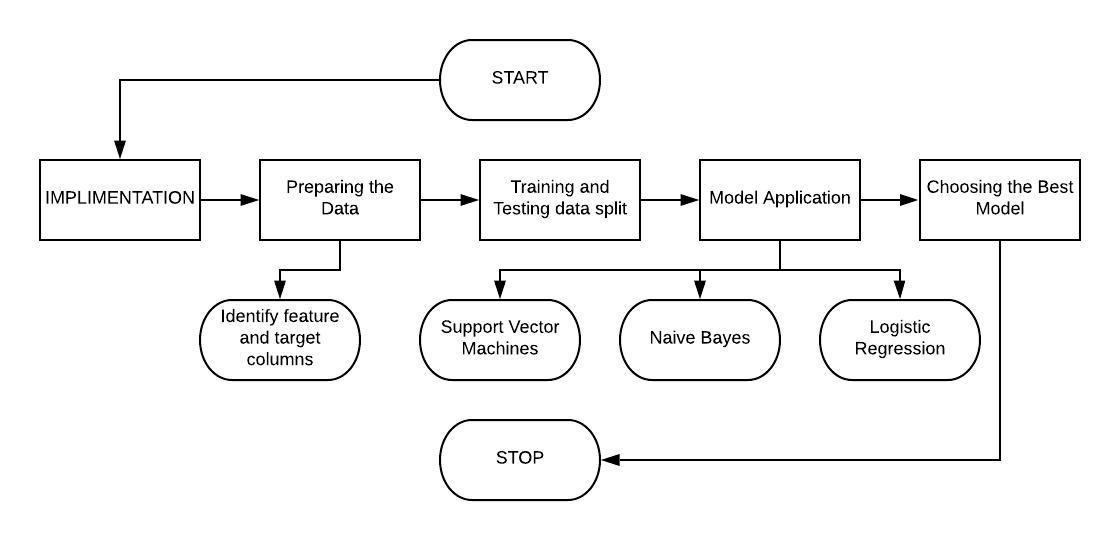 START
IMPLIMENTATION
Preparing the
Data
Training and
Testing data split
Model Application
Choosing the Best
Model
Identify feature
and target
columns
Support Vector
Machines
Naive Bayes
Logistic
Regression
STOP